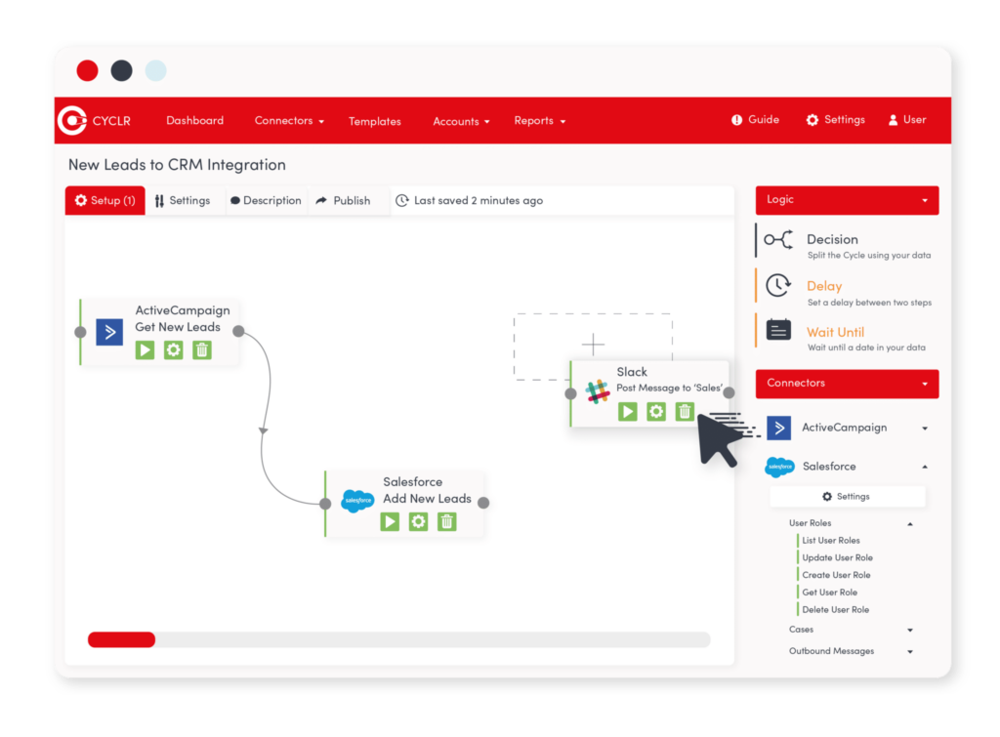 CYCLR
Dashboard
Connectors
Templates
Accounts
Reports
Guide
Settings
User
New Leads to CRM Integration
Setup (1)
Settings
Description
Publish
Last saved 2 minutes ago
ActiveCampaign
Get New Leads
Slack
Post Message to ‘Sales’
salesforce
Salesforce
Add New Leads
Logic
Decision
Split the Cycle using your data
Delay
Set a delay between two steps
Wait Until
Wait until a date in your data
Connectors
ActiveCampaign
salesforce
Salesforce
Settings
User Roles
List User Roles
Update User Role
Create User Role
Get User Role
Delete User Role
Cases
Outbound Messages